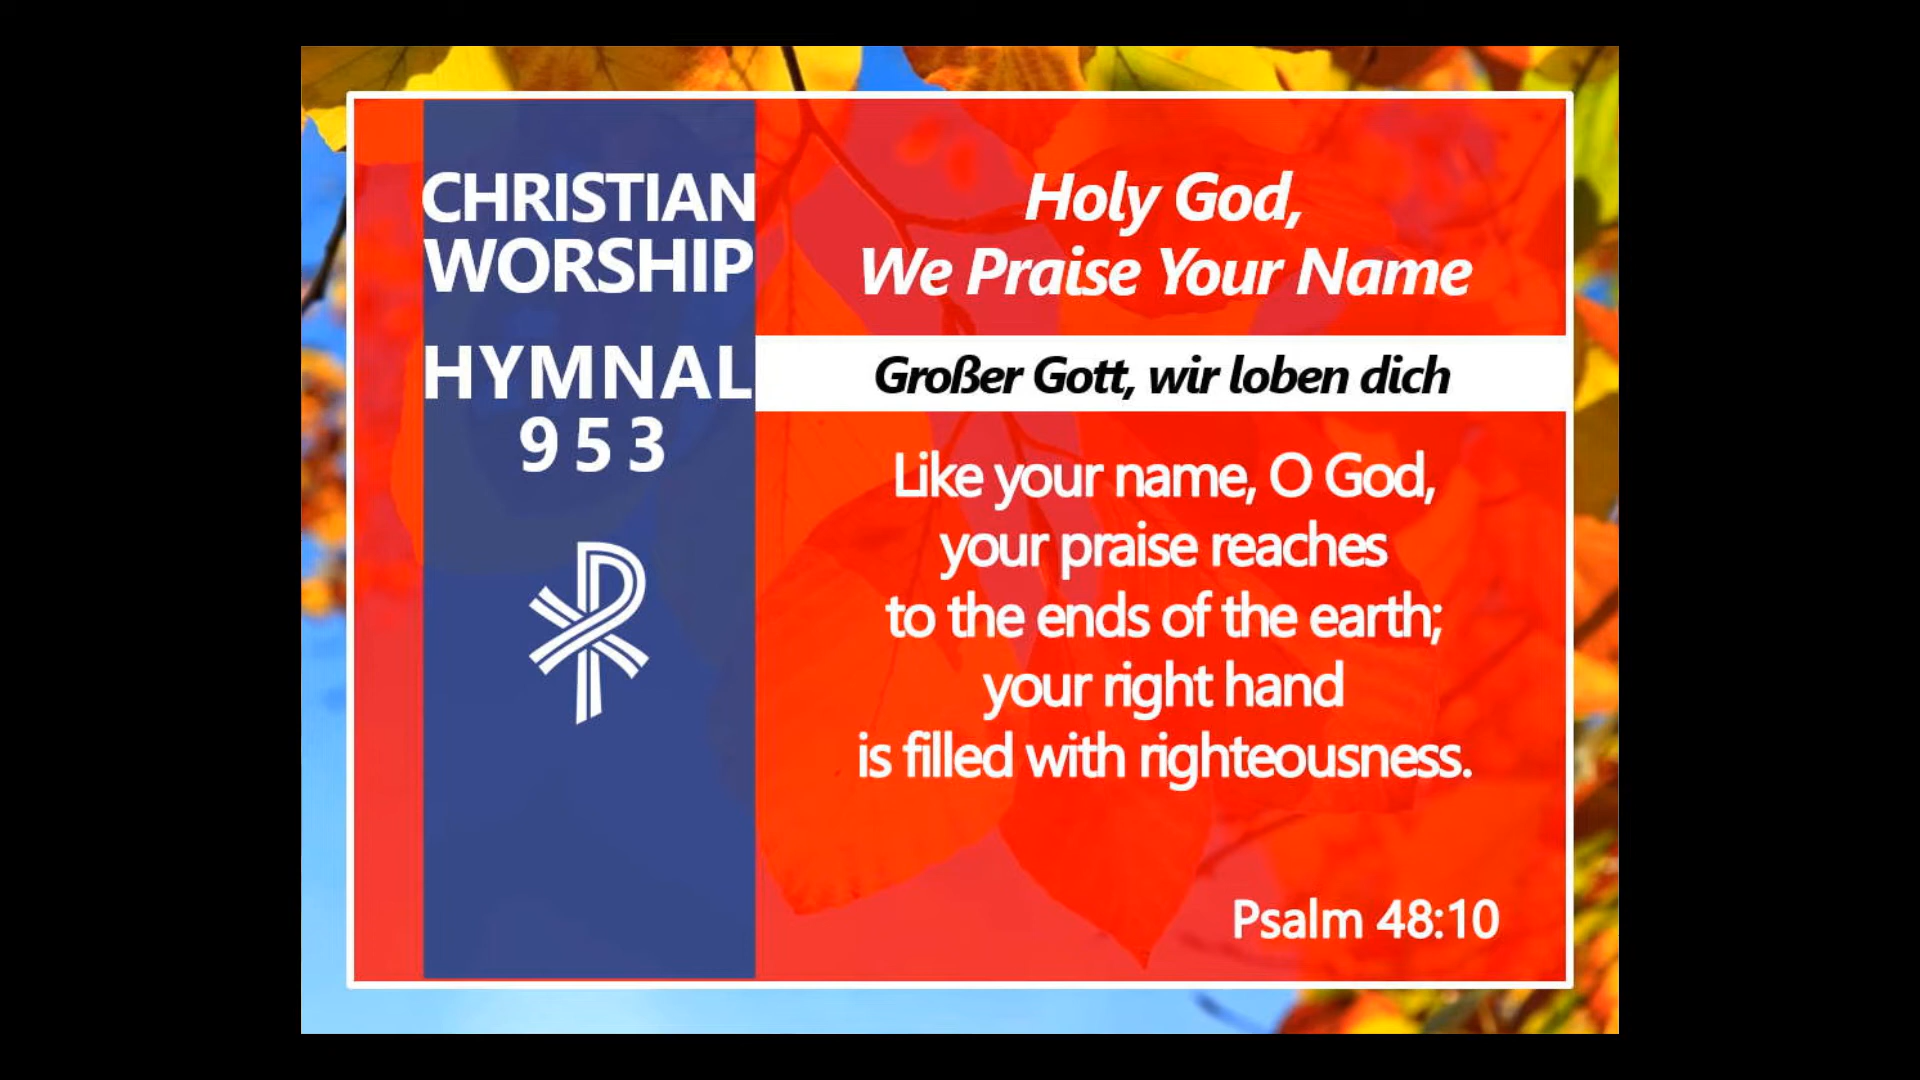 CHRISTIAN
WORSHIP
HYMNAL
953
Holy God,
We Praise Your Name
Großer Gott, wir loben dich
Like your name, O God,
your praise reaches
to the ends of the earth;
your right hand
is filled with righteousness.
Psalm 48:10